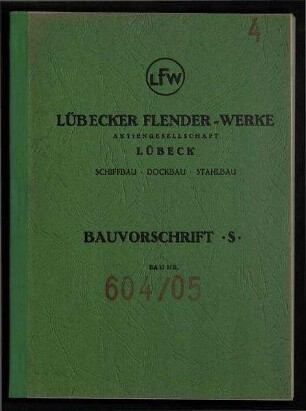 4
LFW
LÜBECKER FLENDER-WERKE
AKTIENGESELLSCHAFT
LÜBECK
SCHIFFBAU · DOCKBAU · STAHLBAU
BAUVORSCHRIFT ·S·
BAU NR.
604/05